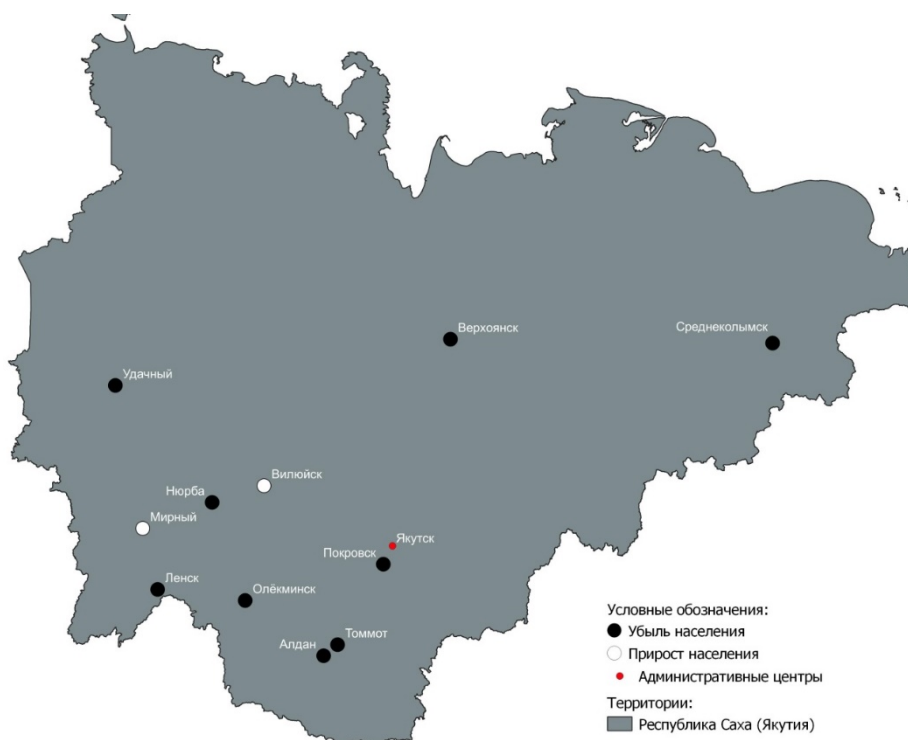 Верхоянск
Среднеколымск
Удачный
Вилюйск
Нюрба
Мирный
Якутск
Покровск
Ленск
Олёкминск
Томмот
Алдан
Условные обозначения:
Убыль населения
Прирост населения
Административные центры
Территории:
Республика Саха (Якутия)